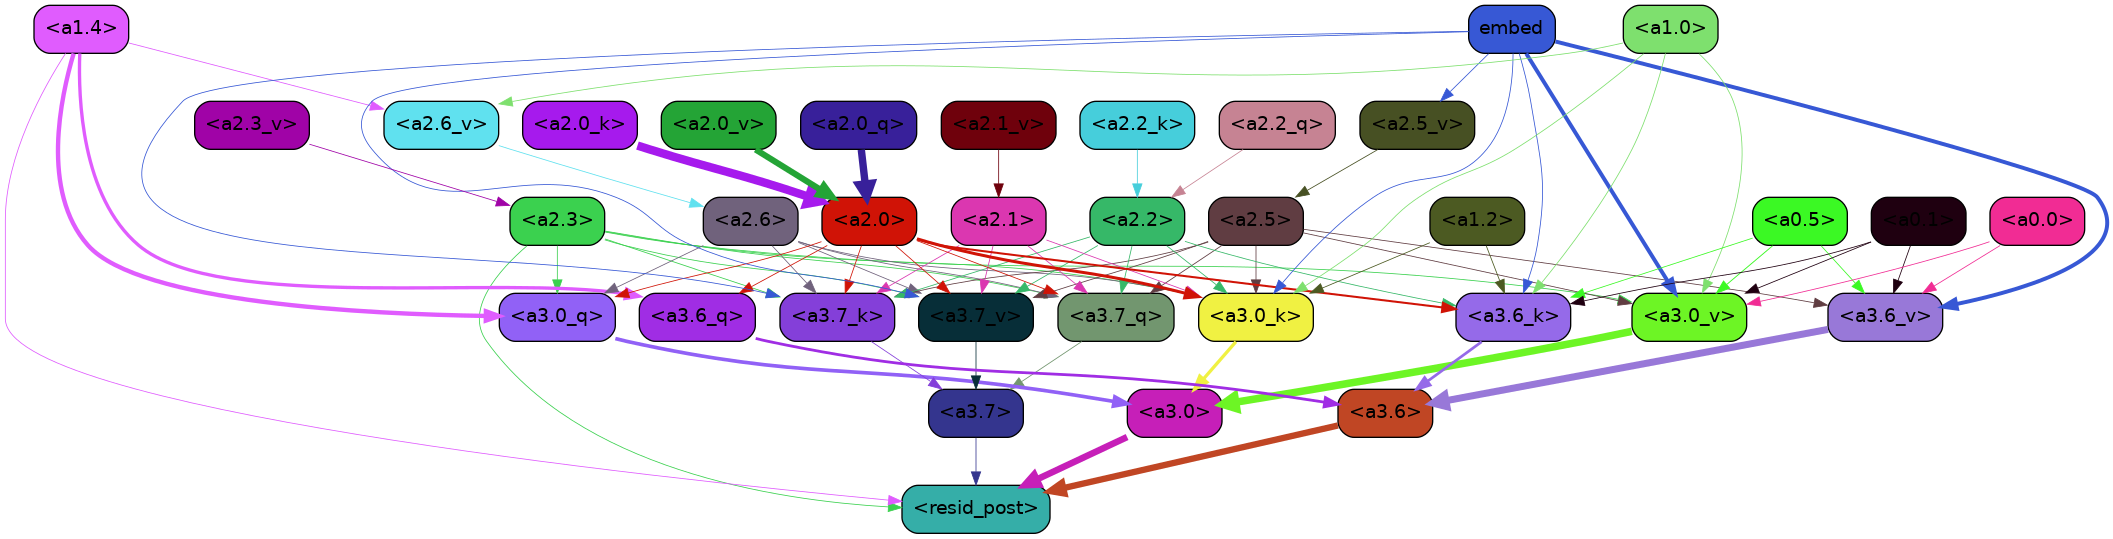 <a1.4>
embed
<a1.0>
<a2.3_v>
<a2.6_v>
<a2.0_k>
<a2.0_v>
<a2.0_q>
<a2.1_v>
<a2.2_k>
<a2.2_q>
<a2.5_v>
<a2.3>
<a2.6>
<a2.0>
<a2.1>
<a2.2>
<a2.5>
<a1.2>
<a0.5>
<a0.1>
<a0.0>
<a3.0_q>
<a3.6_q>
<a3.7_k>
<a3.7_v>
<a3.7_q>
<a3.0_k>
<a3.6_k>
<a3.0_v>
<a3.6_v>
<a3.7>
<a3.0>
<a3.6>
<resid_post>